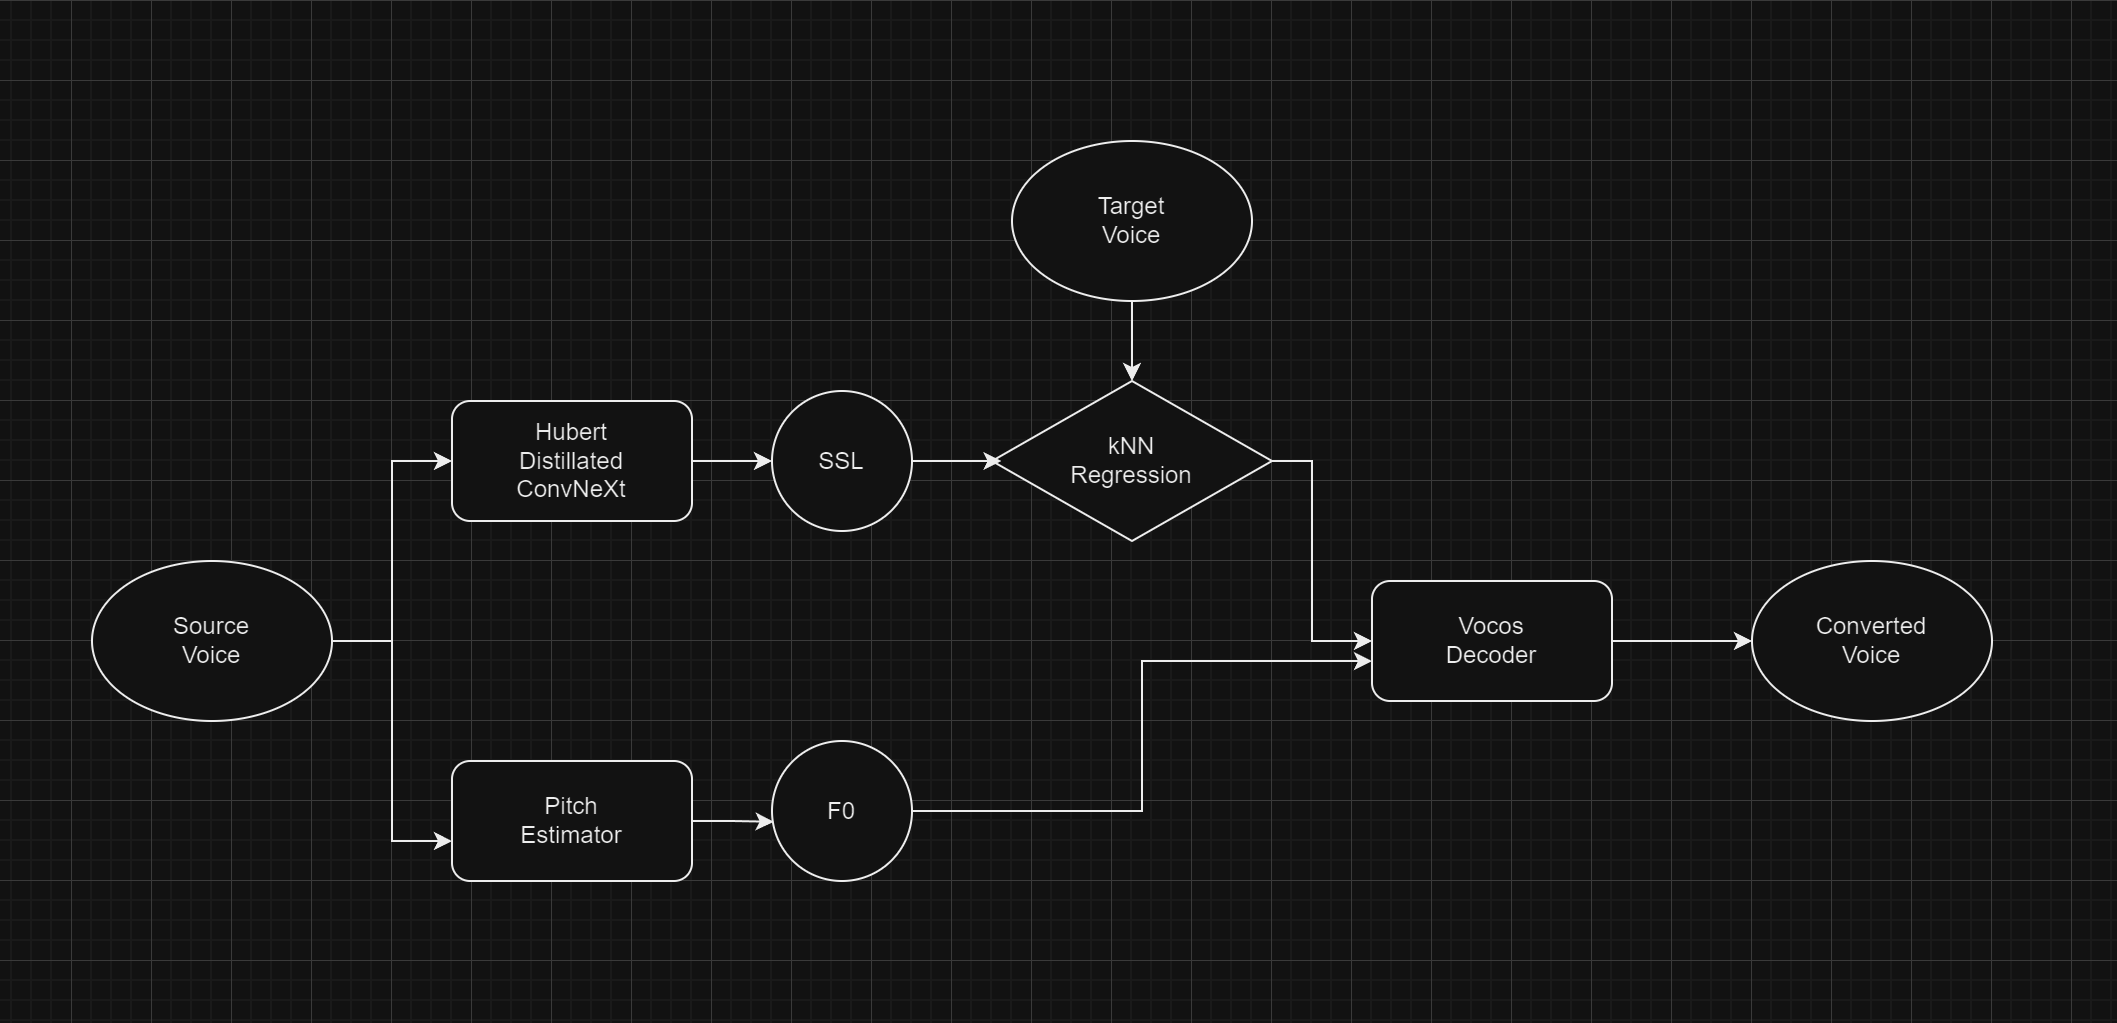 Target
Voice
Hubert
Distillated
ConvNeXt
SSL
kNN
Regression
Source
Voice
Vocos
Decoder
Converted
Voice
Pitch
Estimator
F0